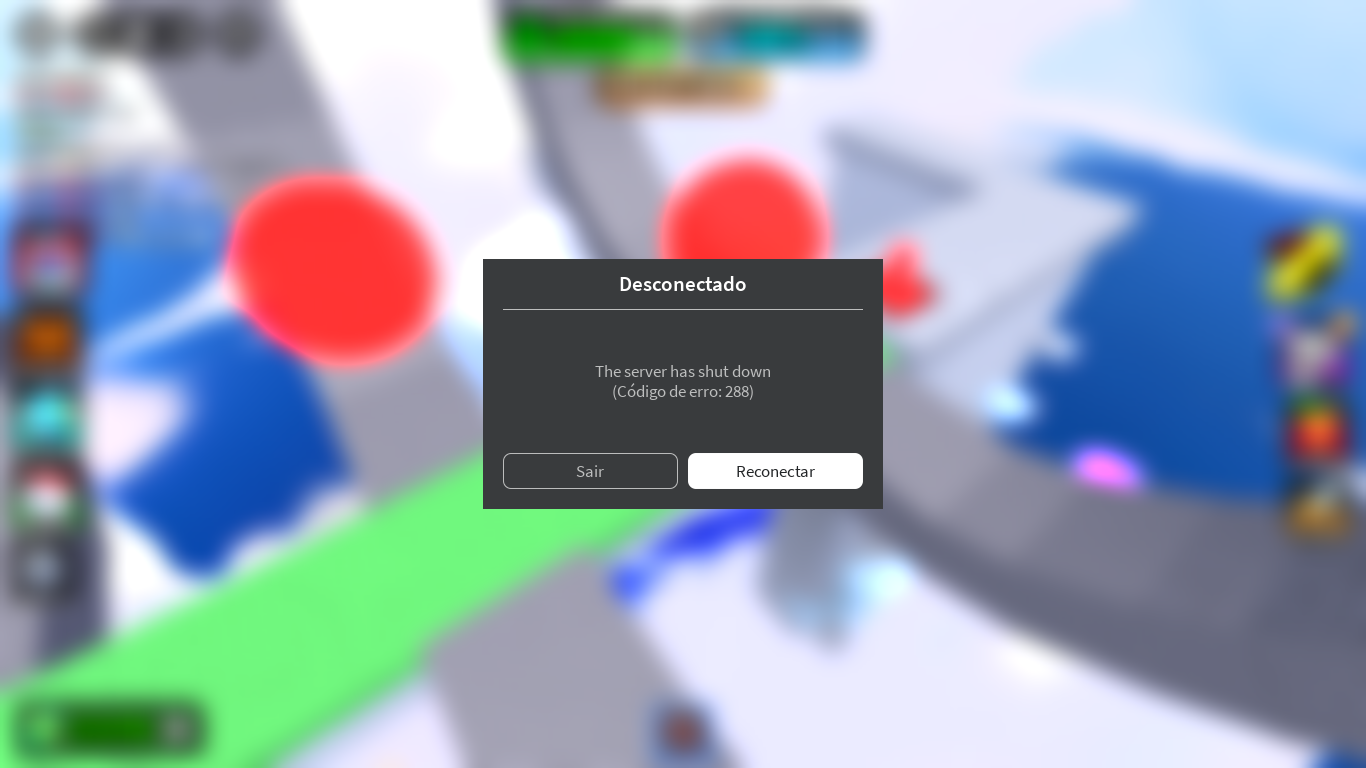 Desconectado
The server has shut down
(Código de erro: 288)
Sair
Reconectar